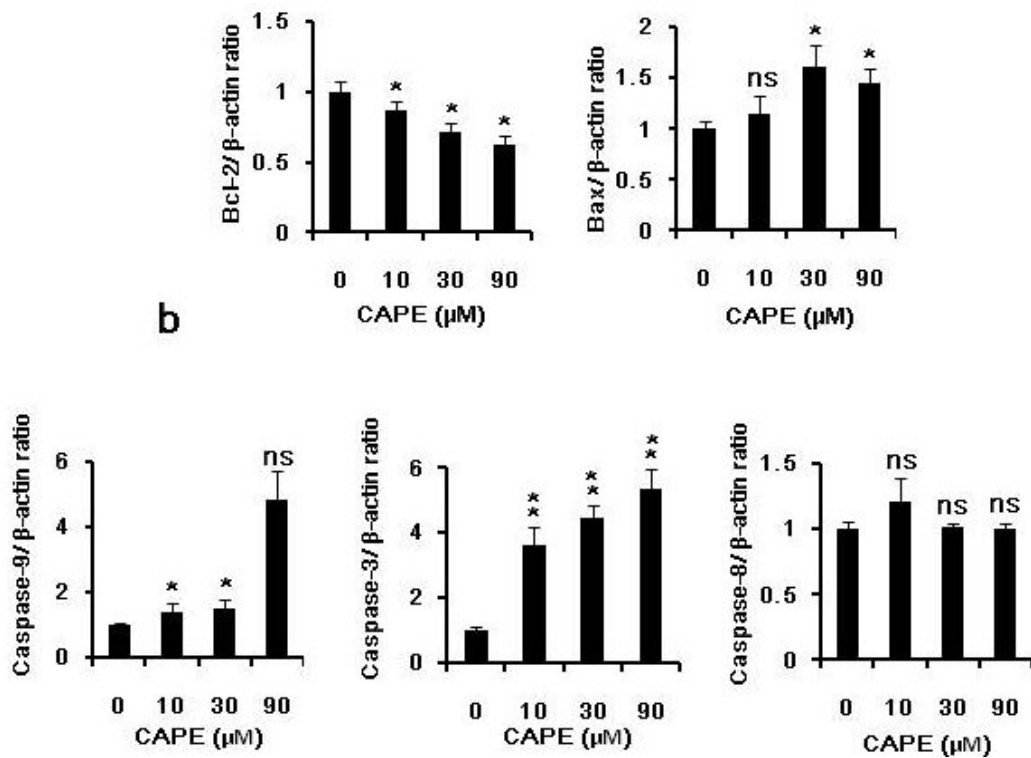 Bcl-2/ β-actin ratio
1.5
1
0.5
0
* * *
0 10 30 90
CAPE (µM)
Bax/ β-actin ratio
2
1.5
1
0.5
0
ns * *
0 10 30 90
CAPE (µM)
b
Caspase-9/ β-actin ratio
6
4
2
0
* * ns
0 10 30 90
CAPE (µM)
Caspase-3/ β-actin ratio
6
4
2
0
** ** **
0 10 30 90
CAPE (µM)
Caspase-8/ β-actin ratio
1.5
1
0.5
0
ns ns ns
0 10 30 90
CAPE (µM)